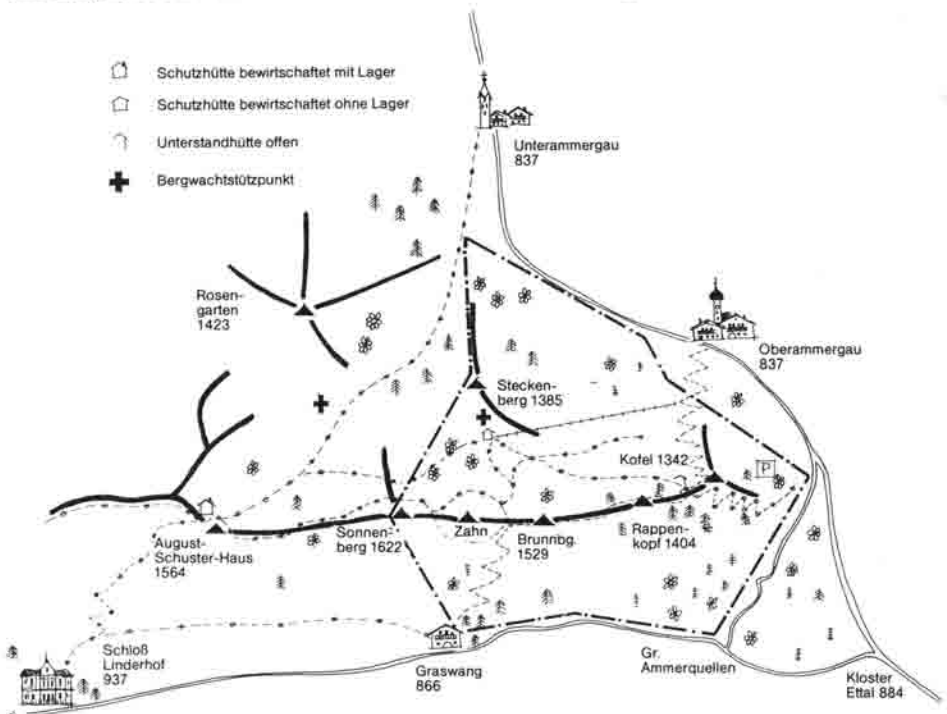 Schutzhütte bewirtschaftet mit Lager
Schutzhütte bewirtschaftet ohne Lager
Unterstandhütte offen
Bergwachtstützpunkt
Unterammergau
837
Rosen-
garten
1423
Oberammergau
837
Stecken-
berg 1385
Kofel 1342
P
August-
Schuster-Haus
1564
Sonnen-
berg 1622
Zahn
Brunnbg.
1529
Rappen-
kopf 1404
Schloß
Linderhof
937
Graswang
866
Gr.
Ammerquellen
Kloster
Ettal 884